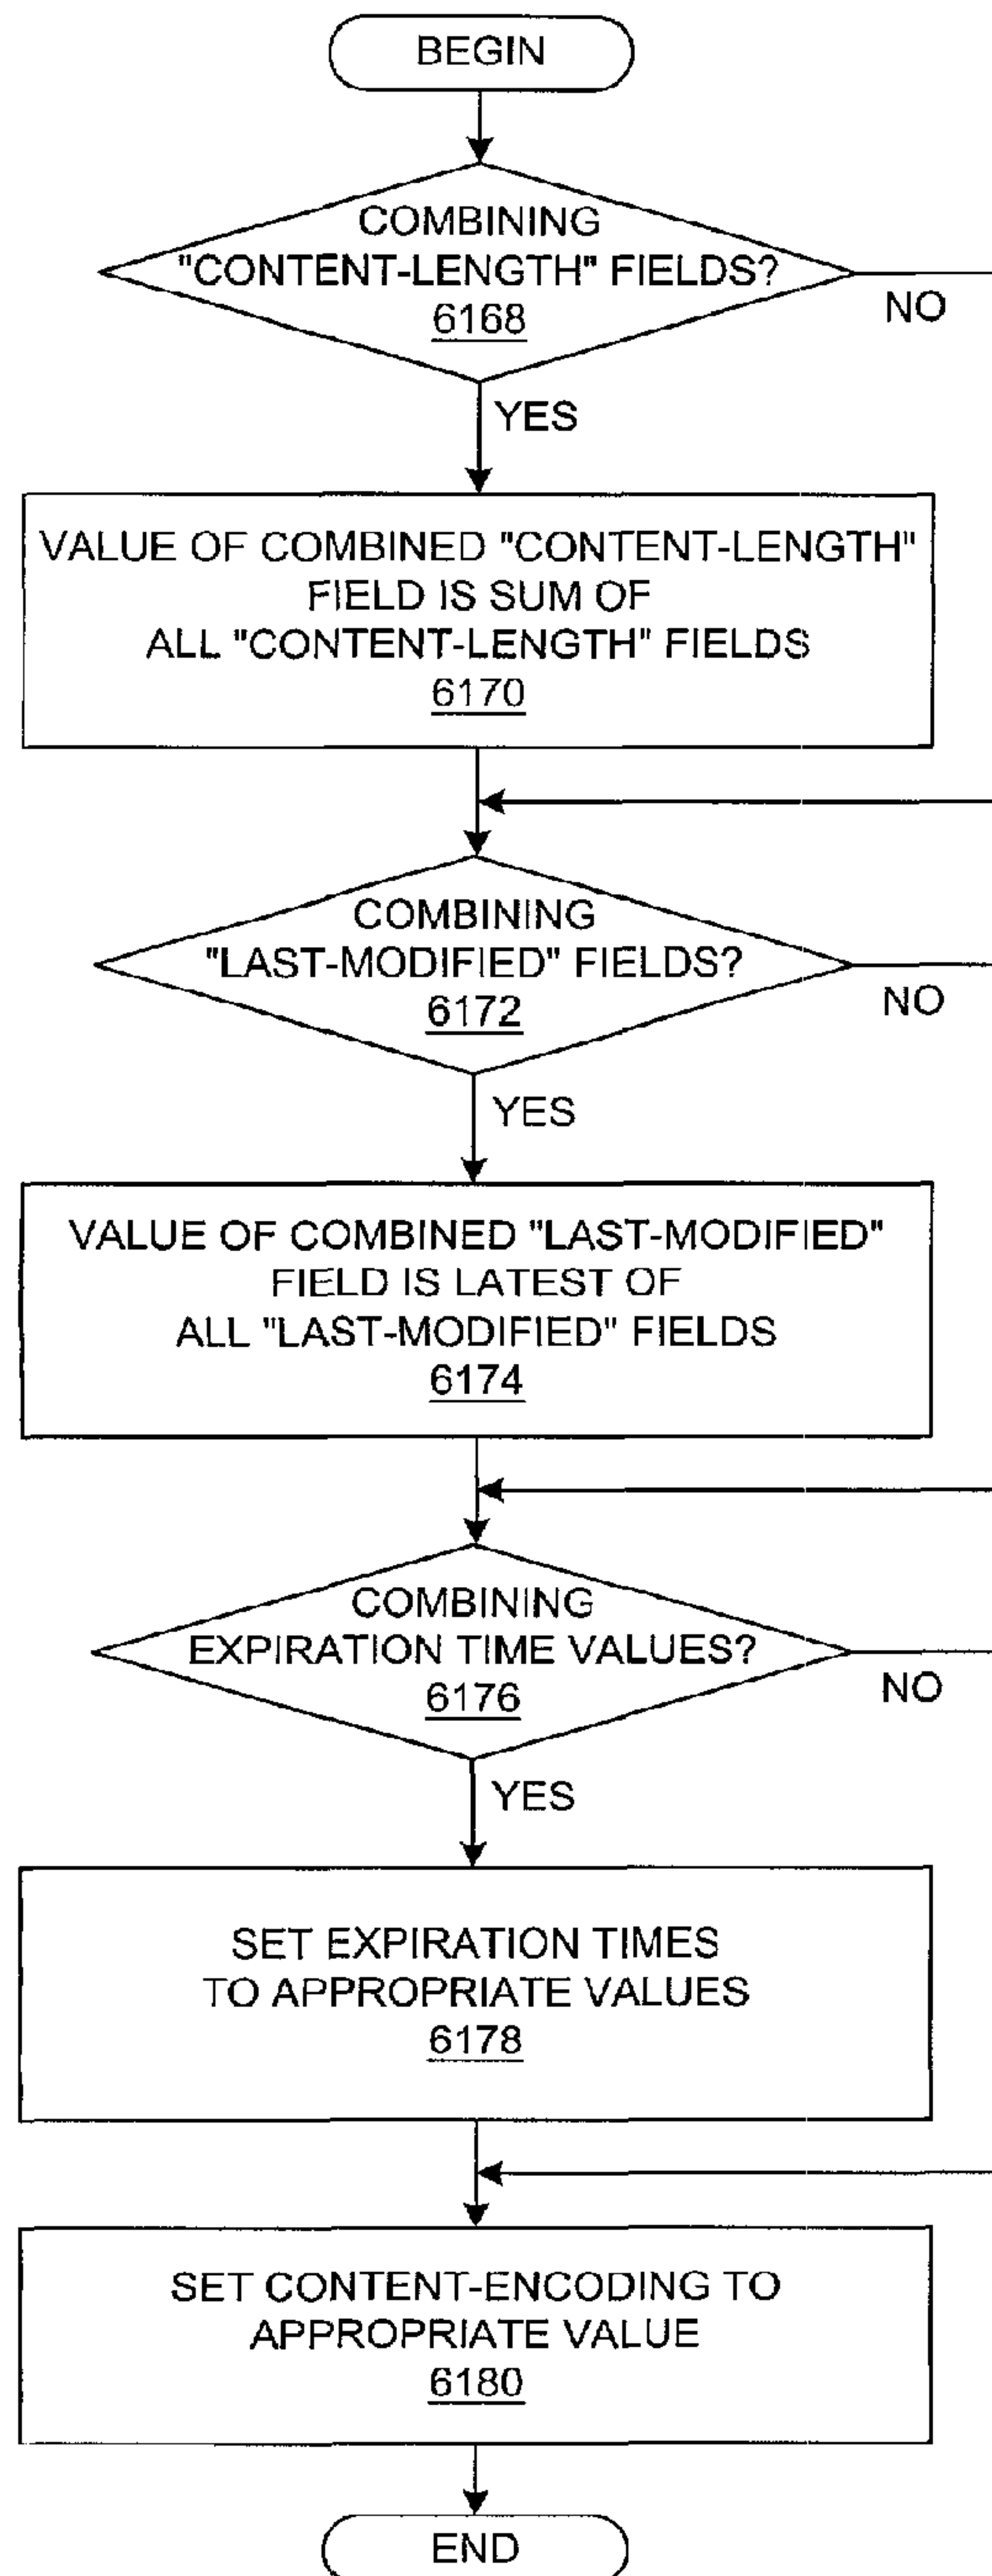 BEGIN
COMBINING
"CONTENT-LENGTH" FIELDS?
6168
NO
YES
VALUE OF COMBINED "CONTENT-LENGTH"
FIELD IS SUM OF
ALL "CONTENT-LENGTH" FIELDS
6170
COMBINING
"LAST-MODIFIED" FIELDS?
6172
NO
YES
VALUE OF COMBINED "LAST-MODIFIED"
FIELD IS LATEST OF
ALL "LAST-MODIFIED" FIELDS
6174
COMBINING
EXPIRATION TIME VALUES?
6176
NO
YES
SET EXPIRATION TIMES
TO APPROPRIATE VALUES
6178
SET CONTENT-ENCODING TO
APPROPRIATE VALUE
6180
END